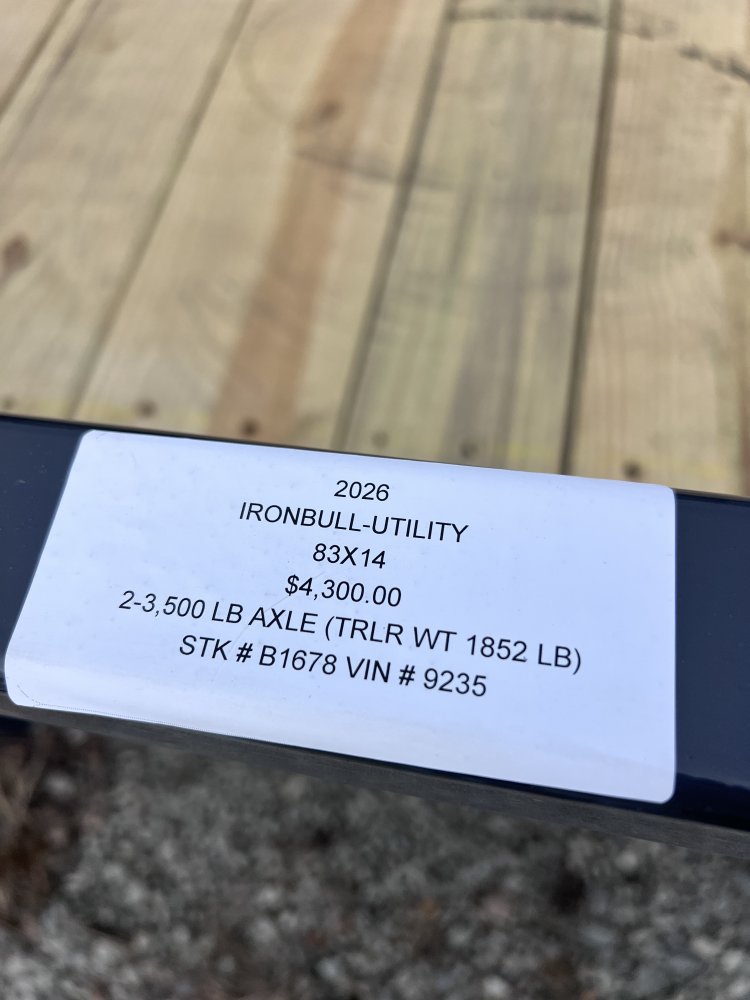 2026
IRONBULL-UTILITY
83X14
$4,300.00
2-3,500 LB AXLE (TRLR WT 1852 LB)
STK # B1678 VIN # 9235